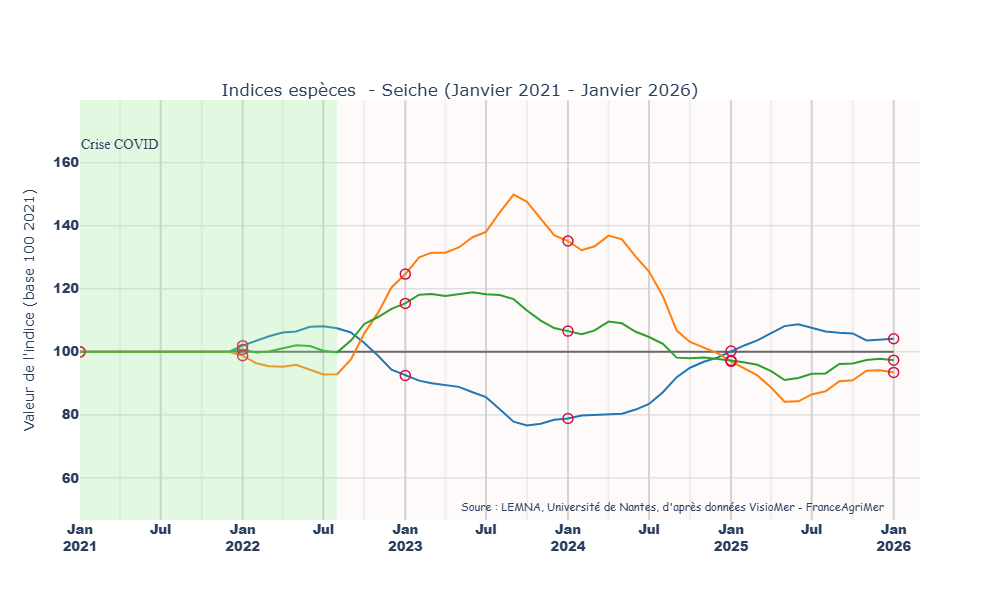 Indices espèces  - Seiche (Janvier 2021 - Janvier 2026)
Crise COVID
160
140
120
100
80
60
Valeur de l'indice (base 100 2021)
Soure : LEMNA, Université de Nantes, d'après données VisioMer - FranceAgriMer
Jan Jul Jan Jul Jan Jul Jan Jul Jan Jul Jan
2021 2022 2023 2024 2025 2026